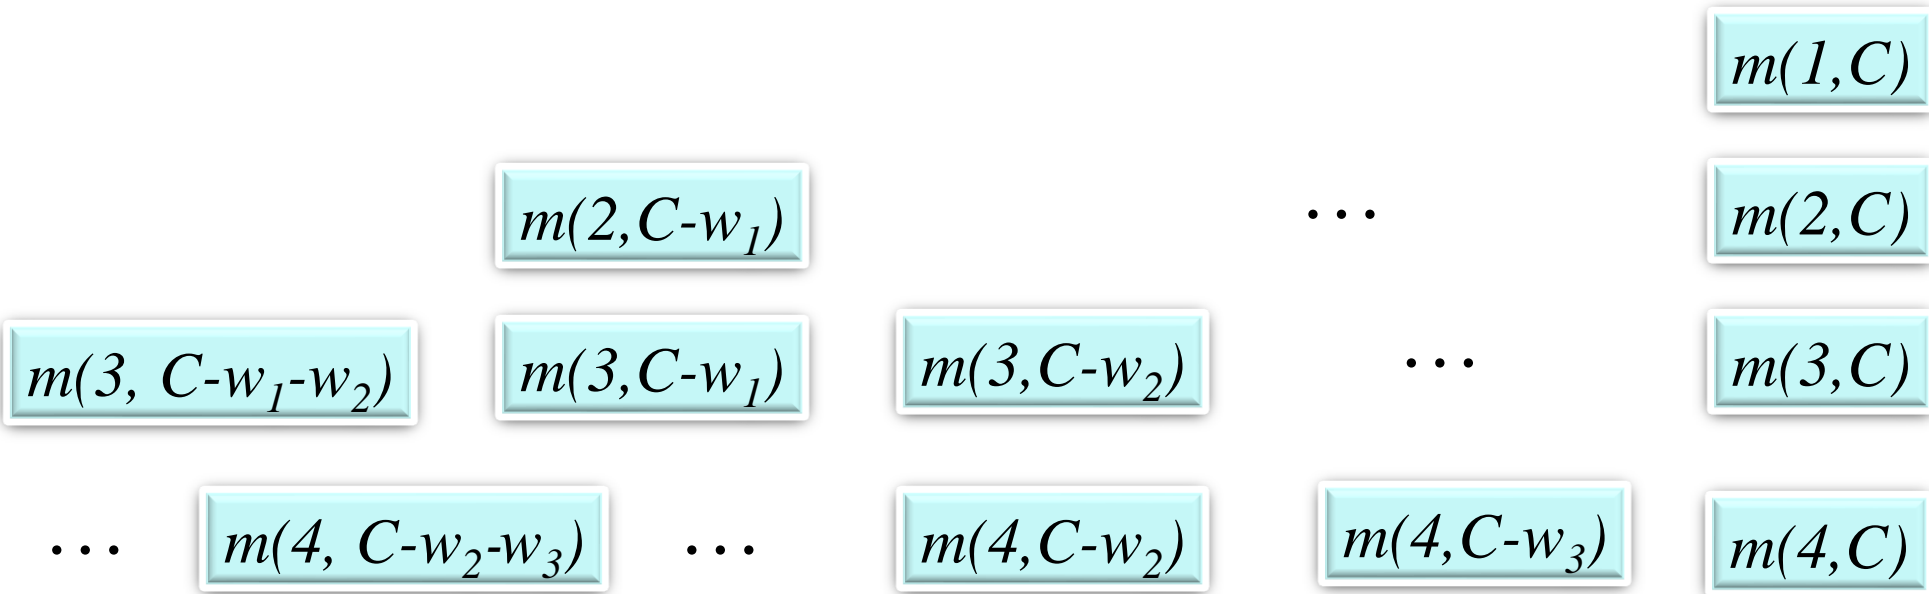 m(1,C)
m(2,C-w₁) … m(2,C)
m(3, C-w₁-w₂) m(3,C-w₁) m(3,C-w₂) … m(3,C)
… m(4, C-w₂-w₃) … m(4,C-w₂) m(4,C-w₃) m(4,C)